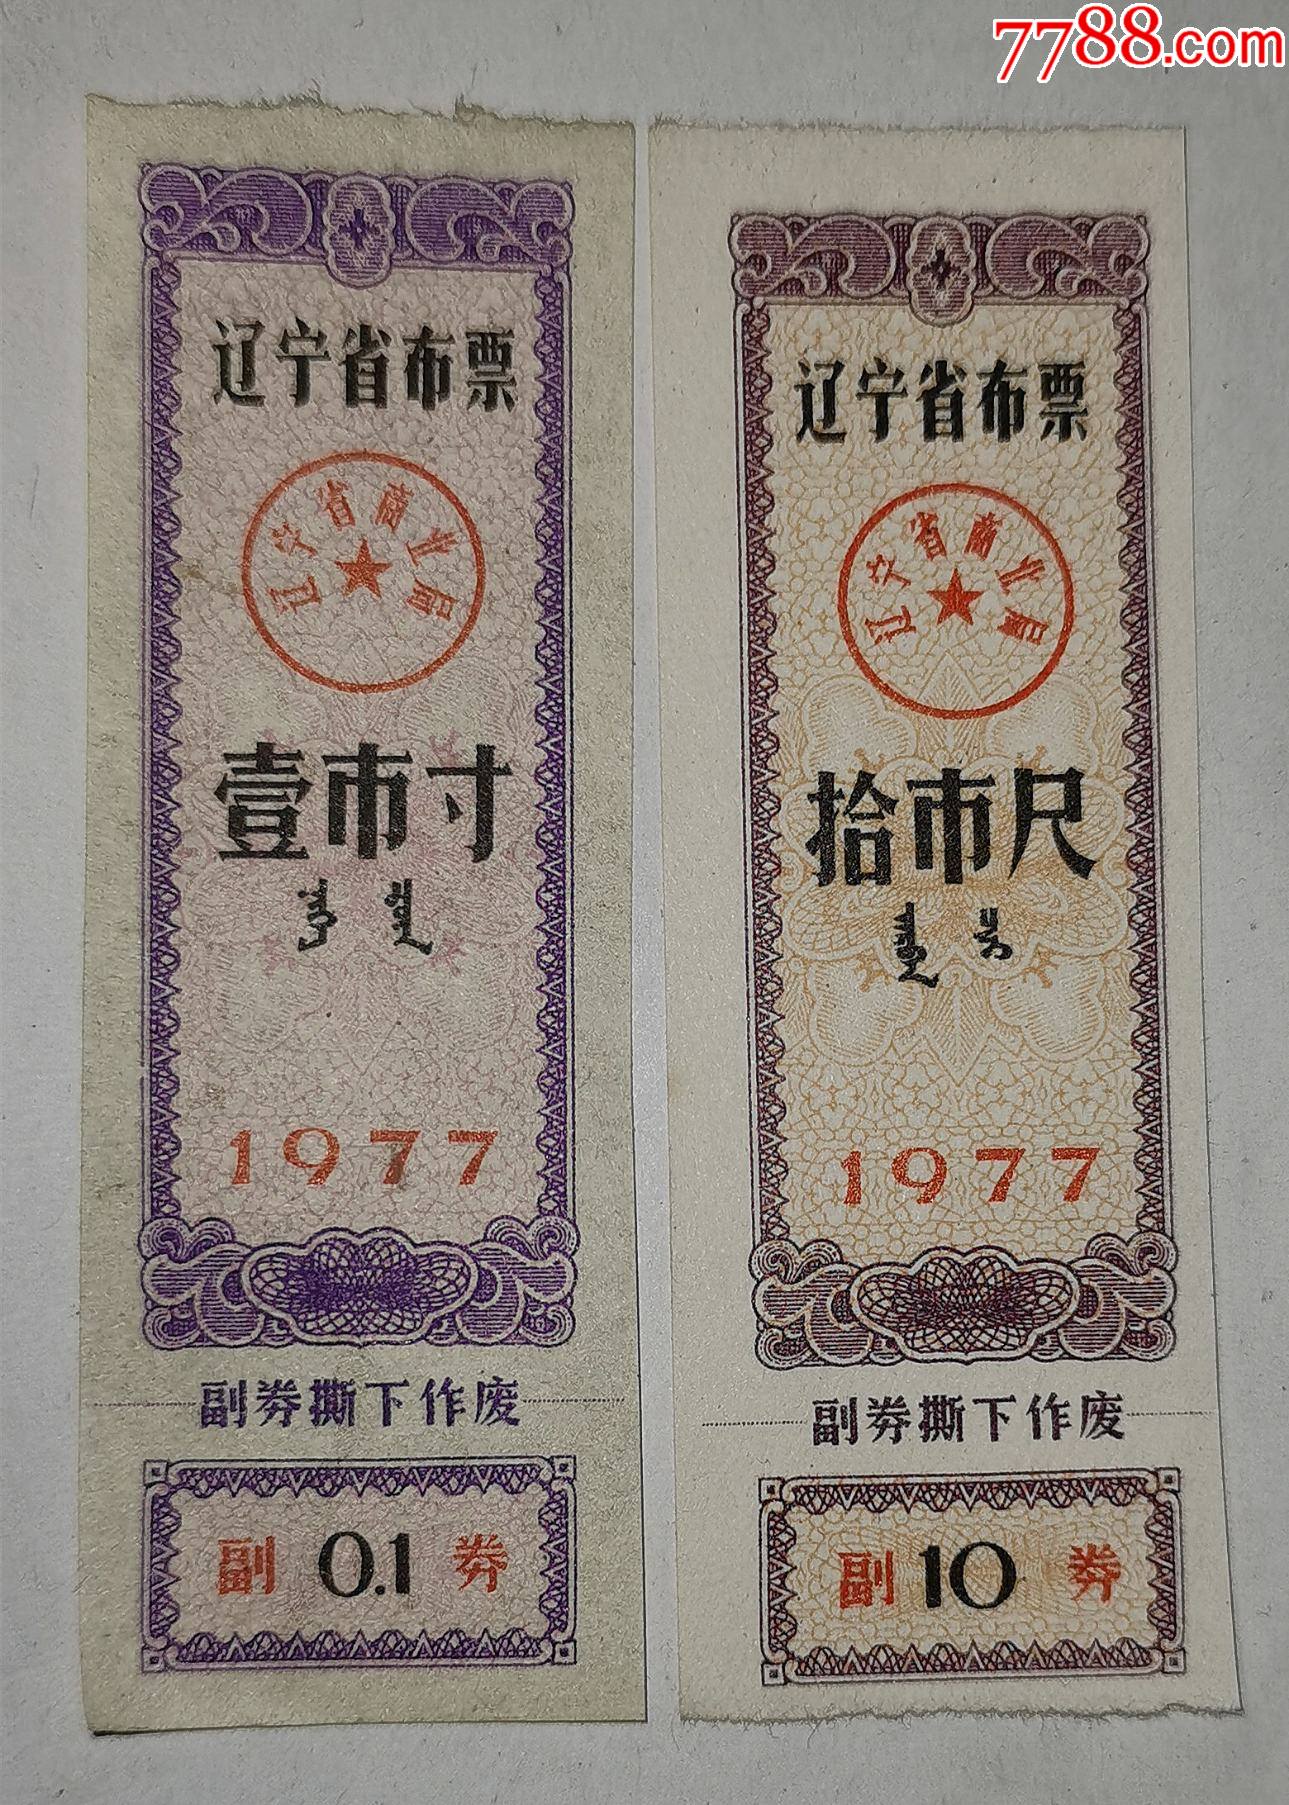 7788.com
辽宁省布票
辽宁省商业局
壹市寸
1977
副券撕下作废
副 0.1 券
辽宁省布票
辽宁省商业局
拾市尺
1977
副券撕下作废
副 10 券